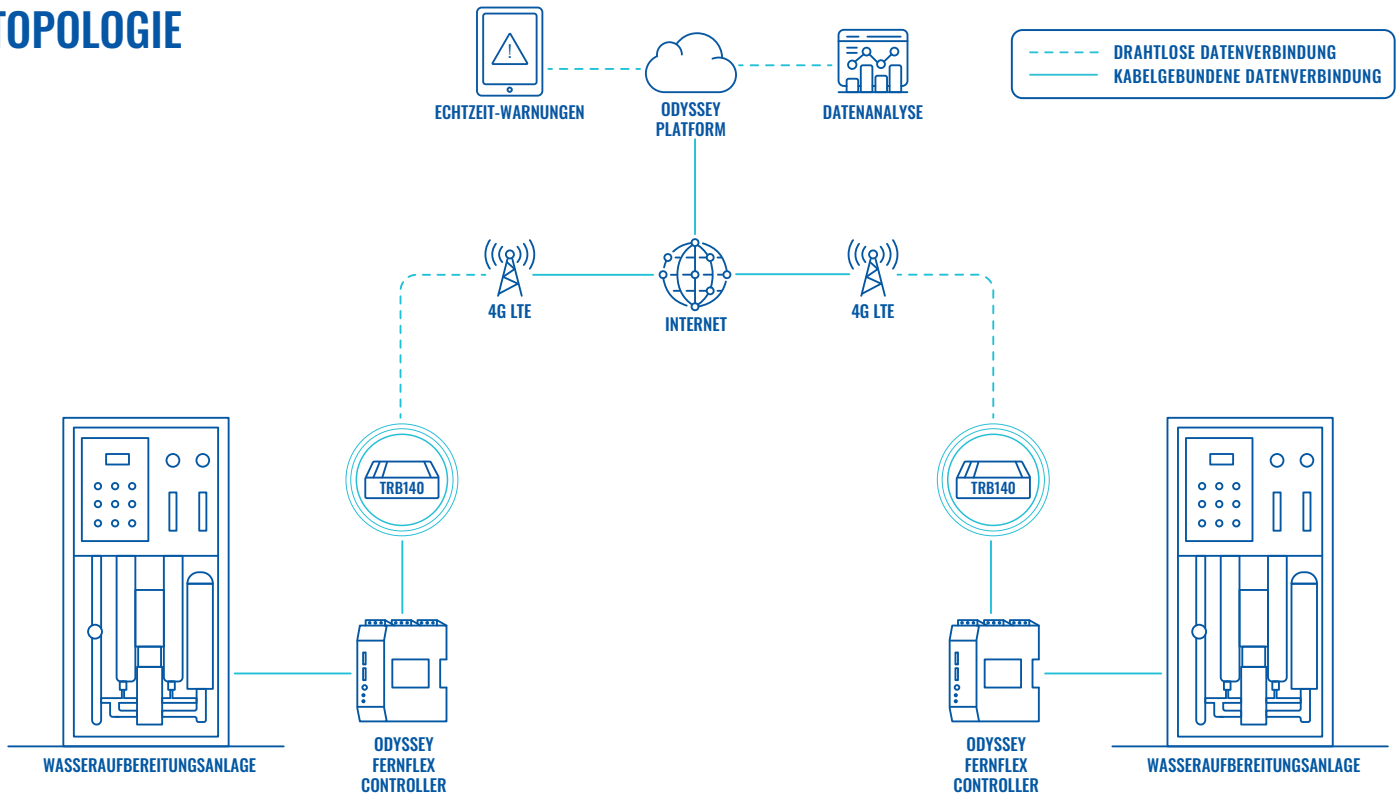 TOPOLOGIE
DRAHTLOSE DATENVERBINDUNG
KABELGEBUNDENE DATENVERBINDUNG
ECHTZEIT-WARNUNGEN
ODYSSEY
PLATFORM
DATENANALYSE
4G LTE
INTERNET
4G LTE
TRB140
TRB140
WASSERAUFBEREITUNGSANLAGE
ODYSSEY
FERNFLEX
CONTROLLER
ODYSSEY
FERNFLEX
CONTROLLER
WASSERAUFBEREITUNGSANLAGE